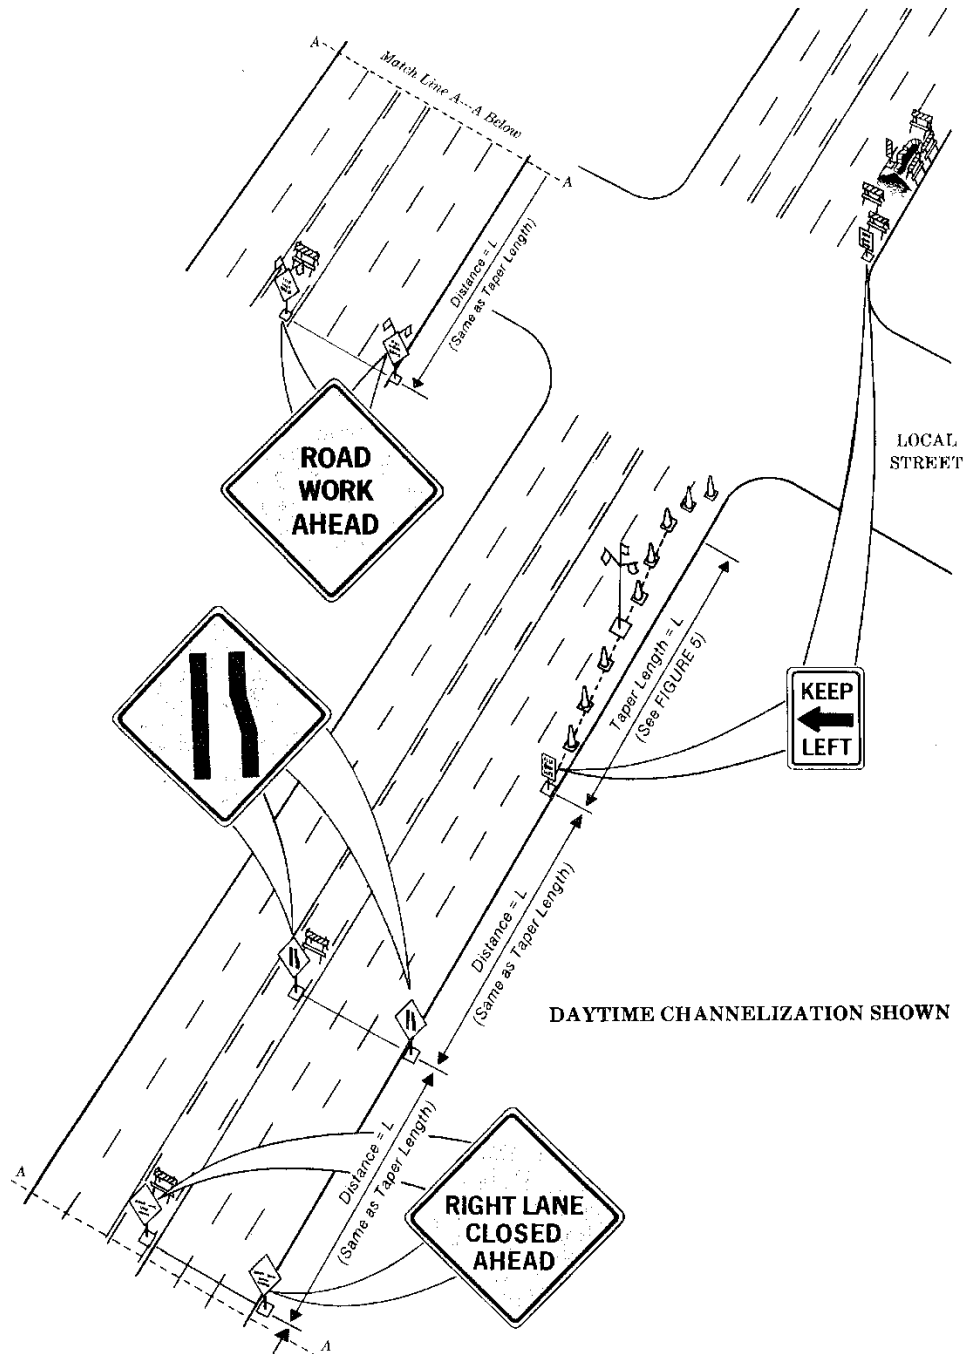 A
Match Line A—A Below
A
Distance = L
(Same as Taper Length)
ROAD
WORK
AHEAD
LOCAL
STREET
Taper Length = L
(See FIGURE 5)
KEEP
LEFT
Distance = L
(Same as Taper Length)
DAYTIME CHANNELIZATION SHOWN
Distance = L
(Same as Taper Length)
A
RIGHT LANE
CLOSED
AHEAD
A